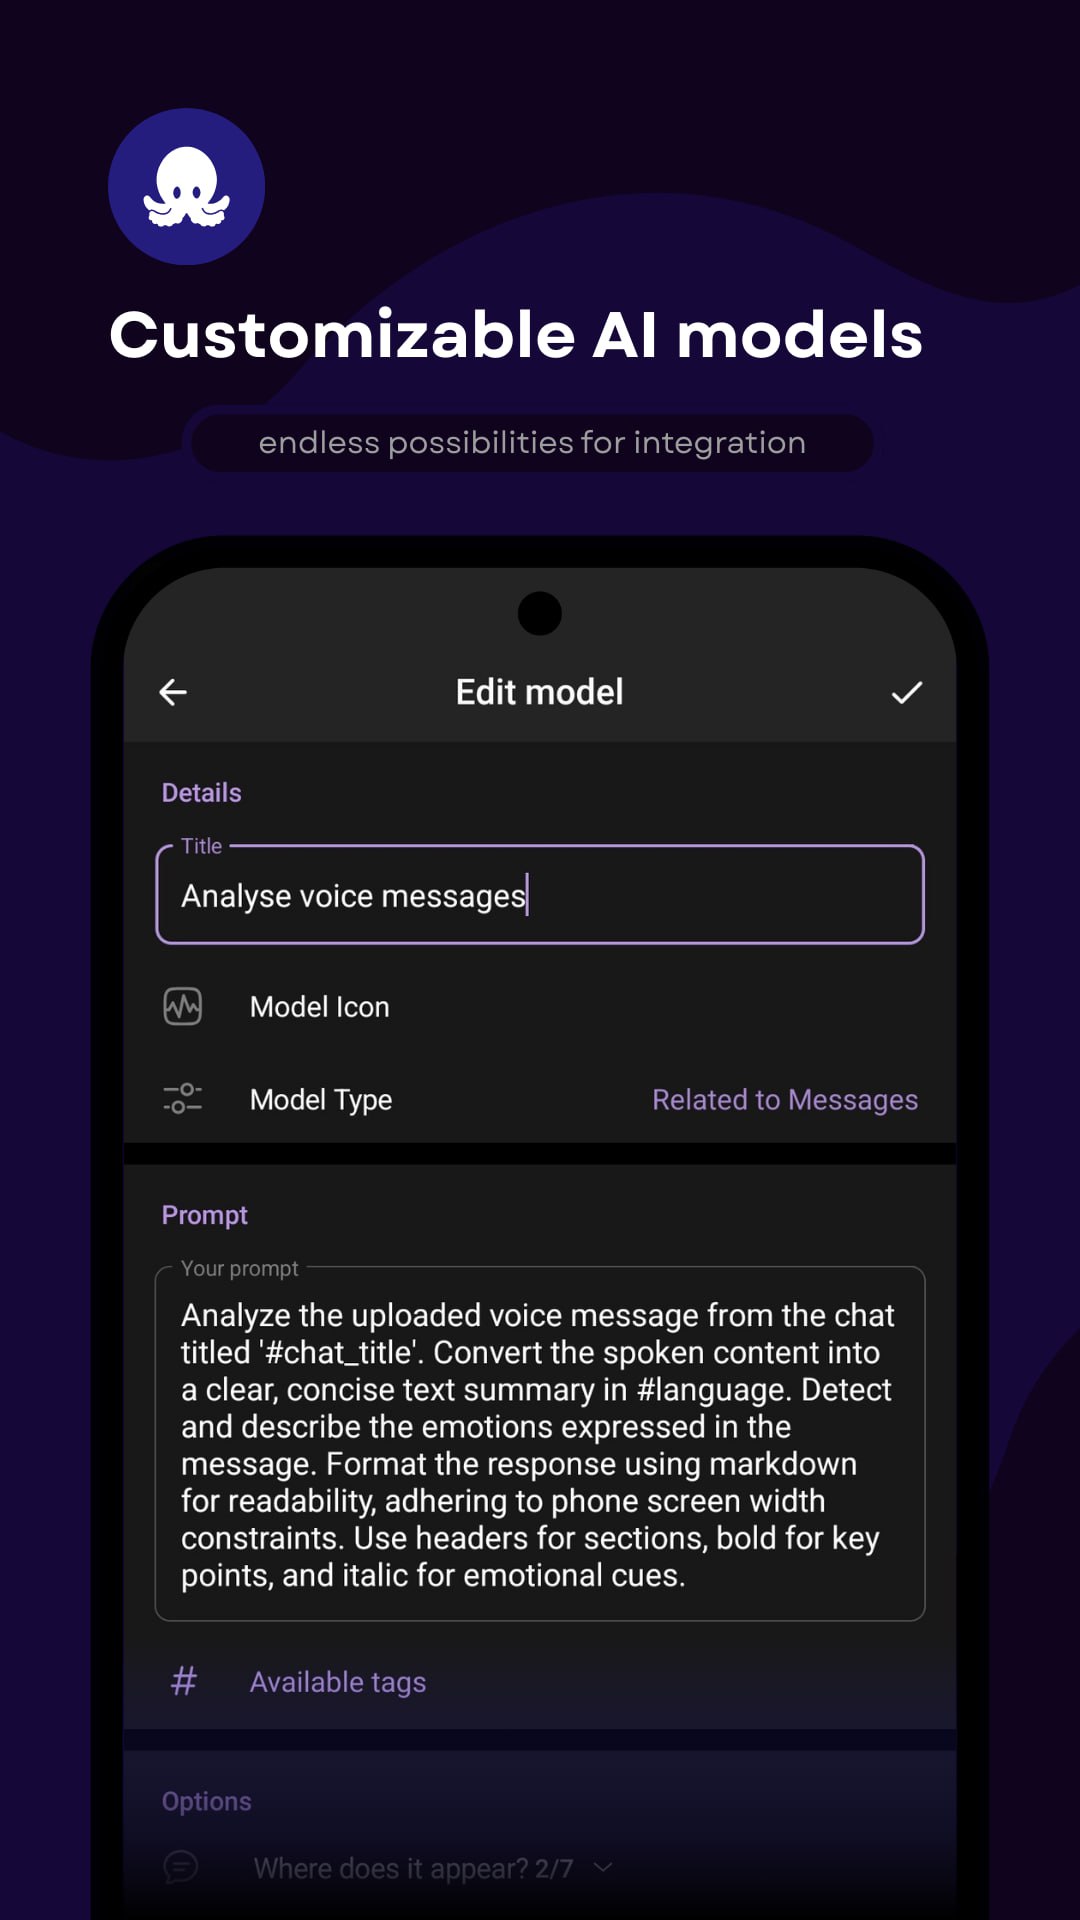 Customizable AI models
endless possibilities for integration
Edit model
Details
Title
Analyse voice messages
Model Icon
Model Type
Related to Messages
Prompt
Your prompt
Analyze the uploaded voice message from the chat
titled '#chat_title'. Convert the spoken content into
a clear, concise text summary in #language. Detect
and describe the emotions expressed in the
message. Format the response using markdown
for readability, adhering to phone screen width
constraints. Use headers for sections, bold for key
points, and italic for emotional cues.
# Available tags
Options
Where does it appear? 2/7